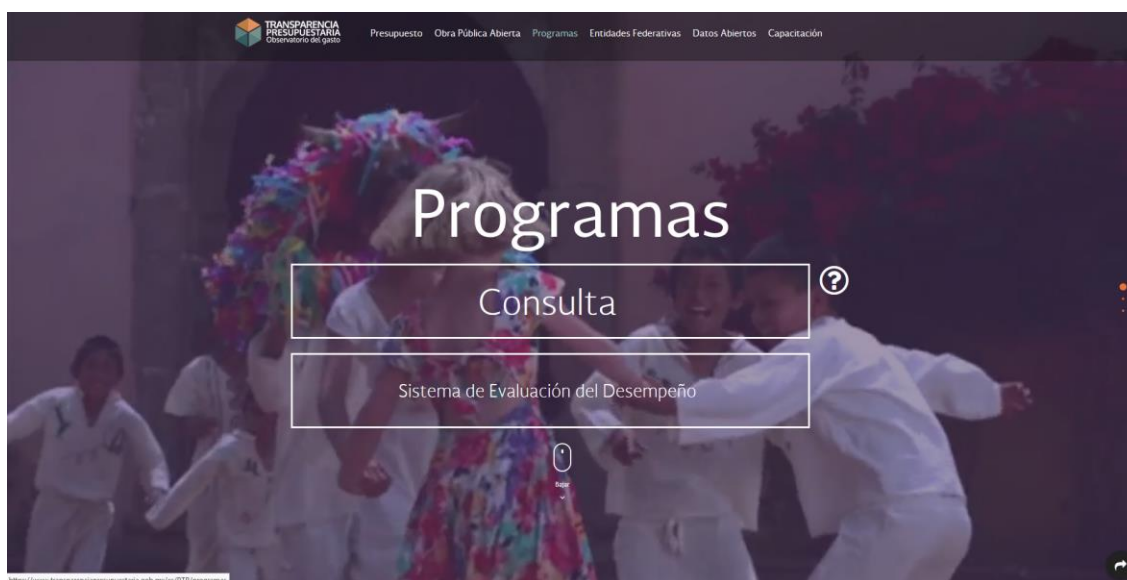 TRANSPARENCIA
PRESUPUESTARIA
Observatorio del gasto
Presupuesto Obra Pública Abierta Programas Entidades Federativas Datos Abiertos Capacitación
Programas
Consulta
?
Sistema de Evaluación del Desempeño
Bajar